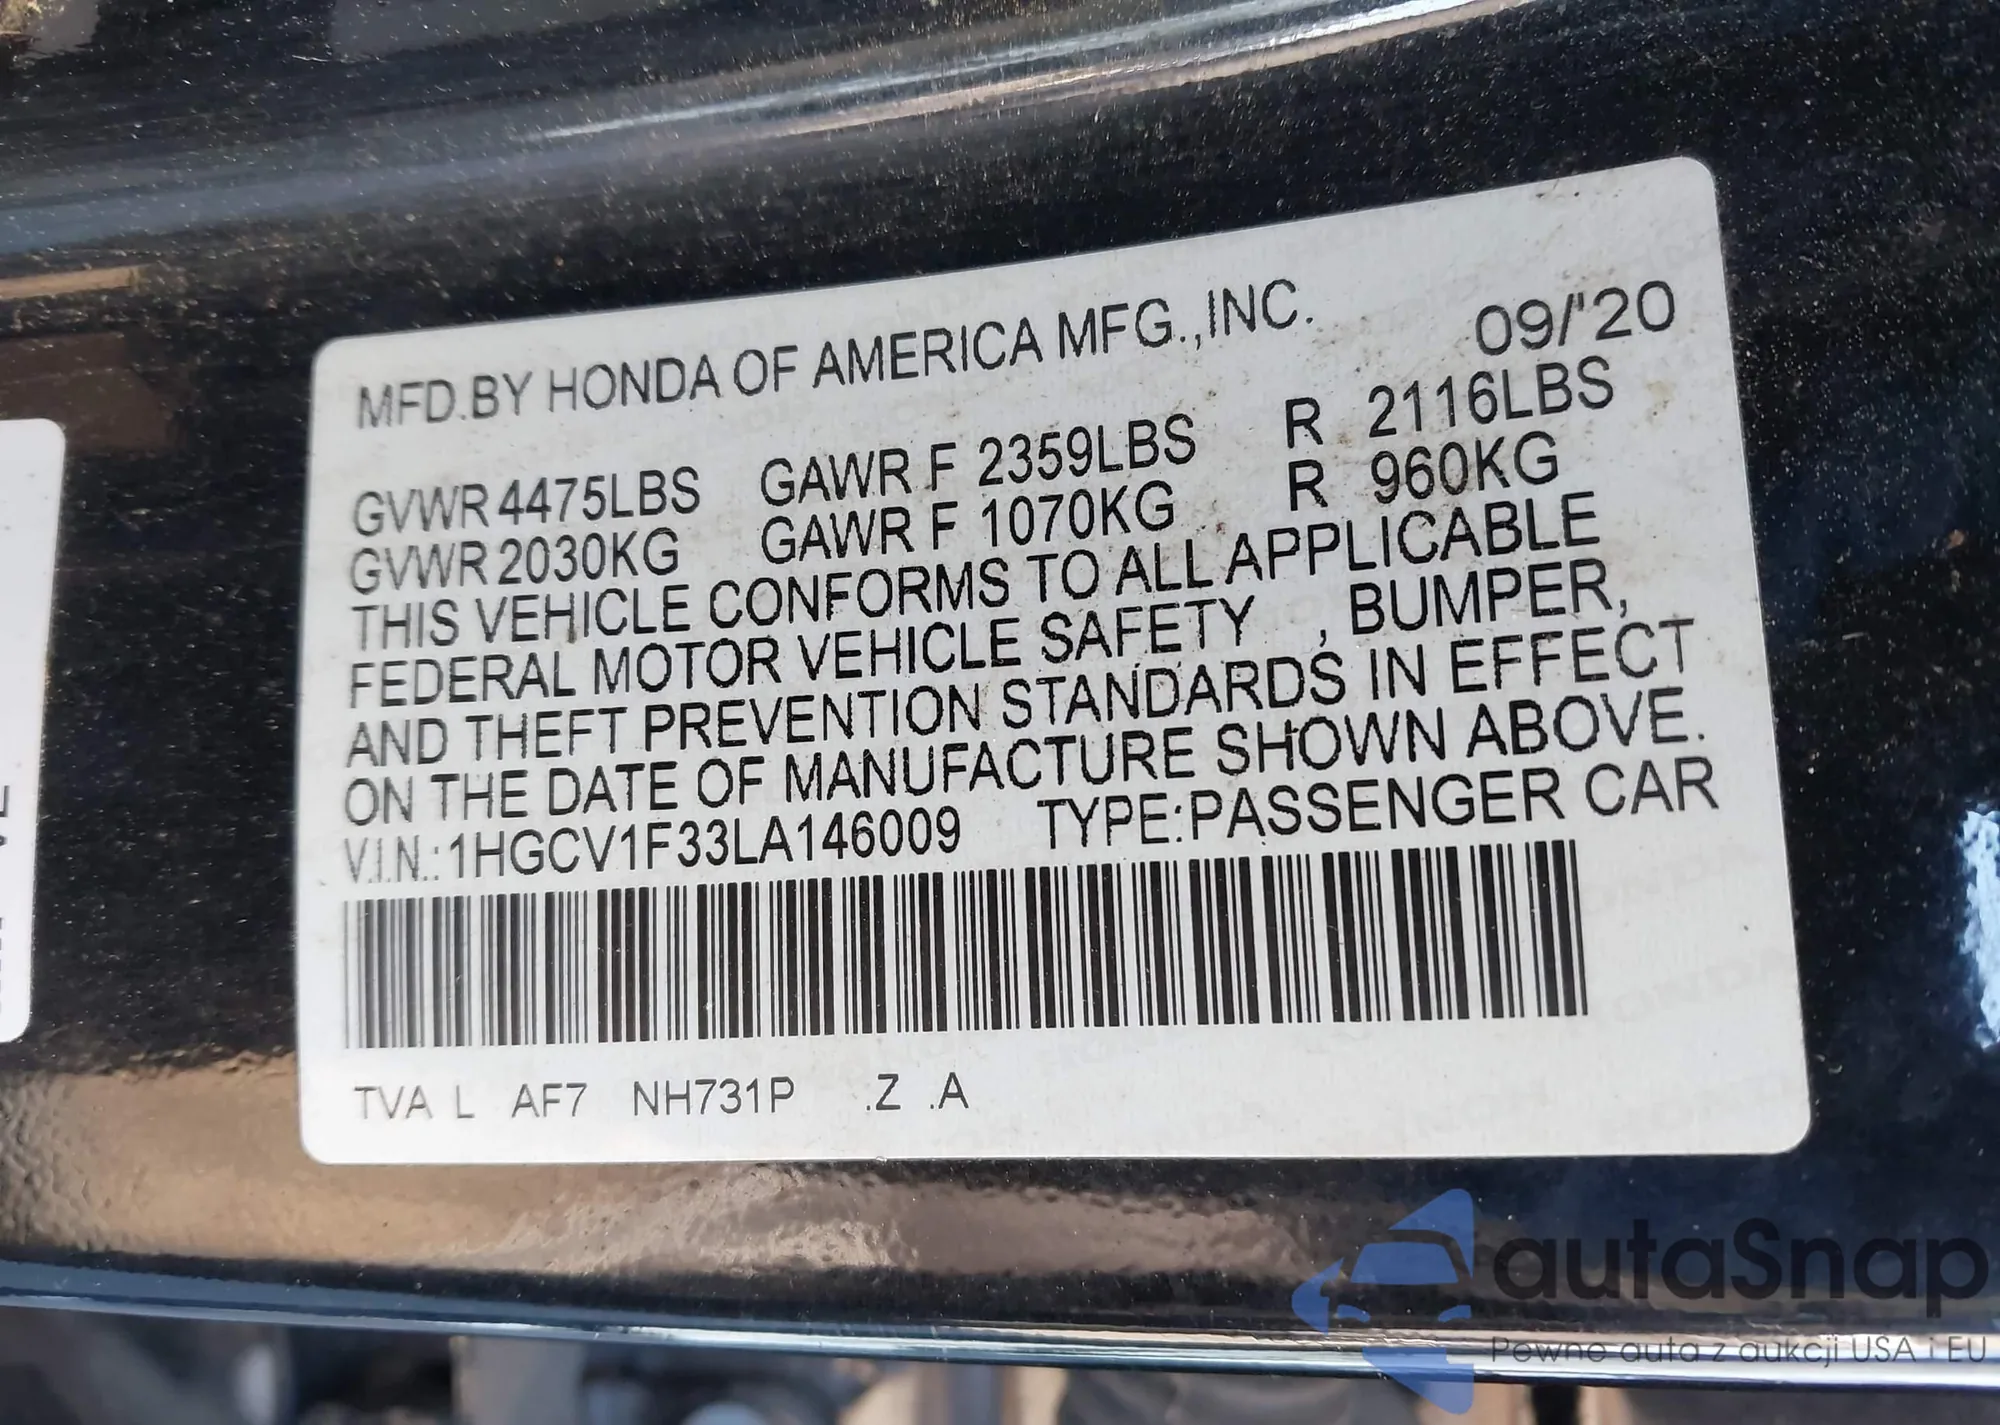 MFD.BY HONDA OF AMERICA MFG.,INC. 09/'20
GVWR 4475LBS GAWR F 2359LBS R 2116LBS
GVWR 2030KG GAWR F 1070KG R 960KG
THIS VEHICLE CONFORMS TO ALL APPLICABLE
FEDERAL MOTOR VEHICLE SAFETY , BUMPER,
AND THEFT PREVENTION STANDARDS IN EFFECT
ON THE DATE OF MANUFACTURE SHOWN ABOVE.
V.I.N.:1HGCV1F33LA146009 TYPE:PASSENGER CAR
TVA L AF7 NH731P .Z .A
autaSnap
Pewne auta z aukcji USA i EU